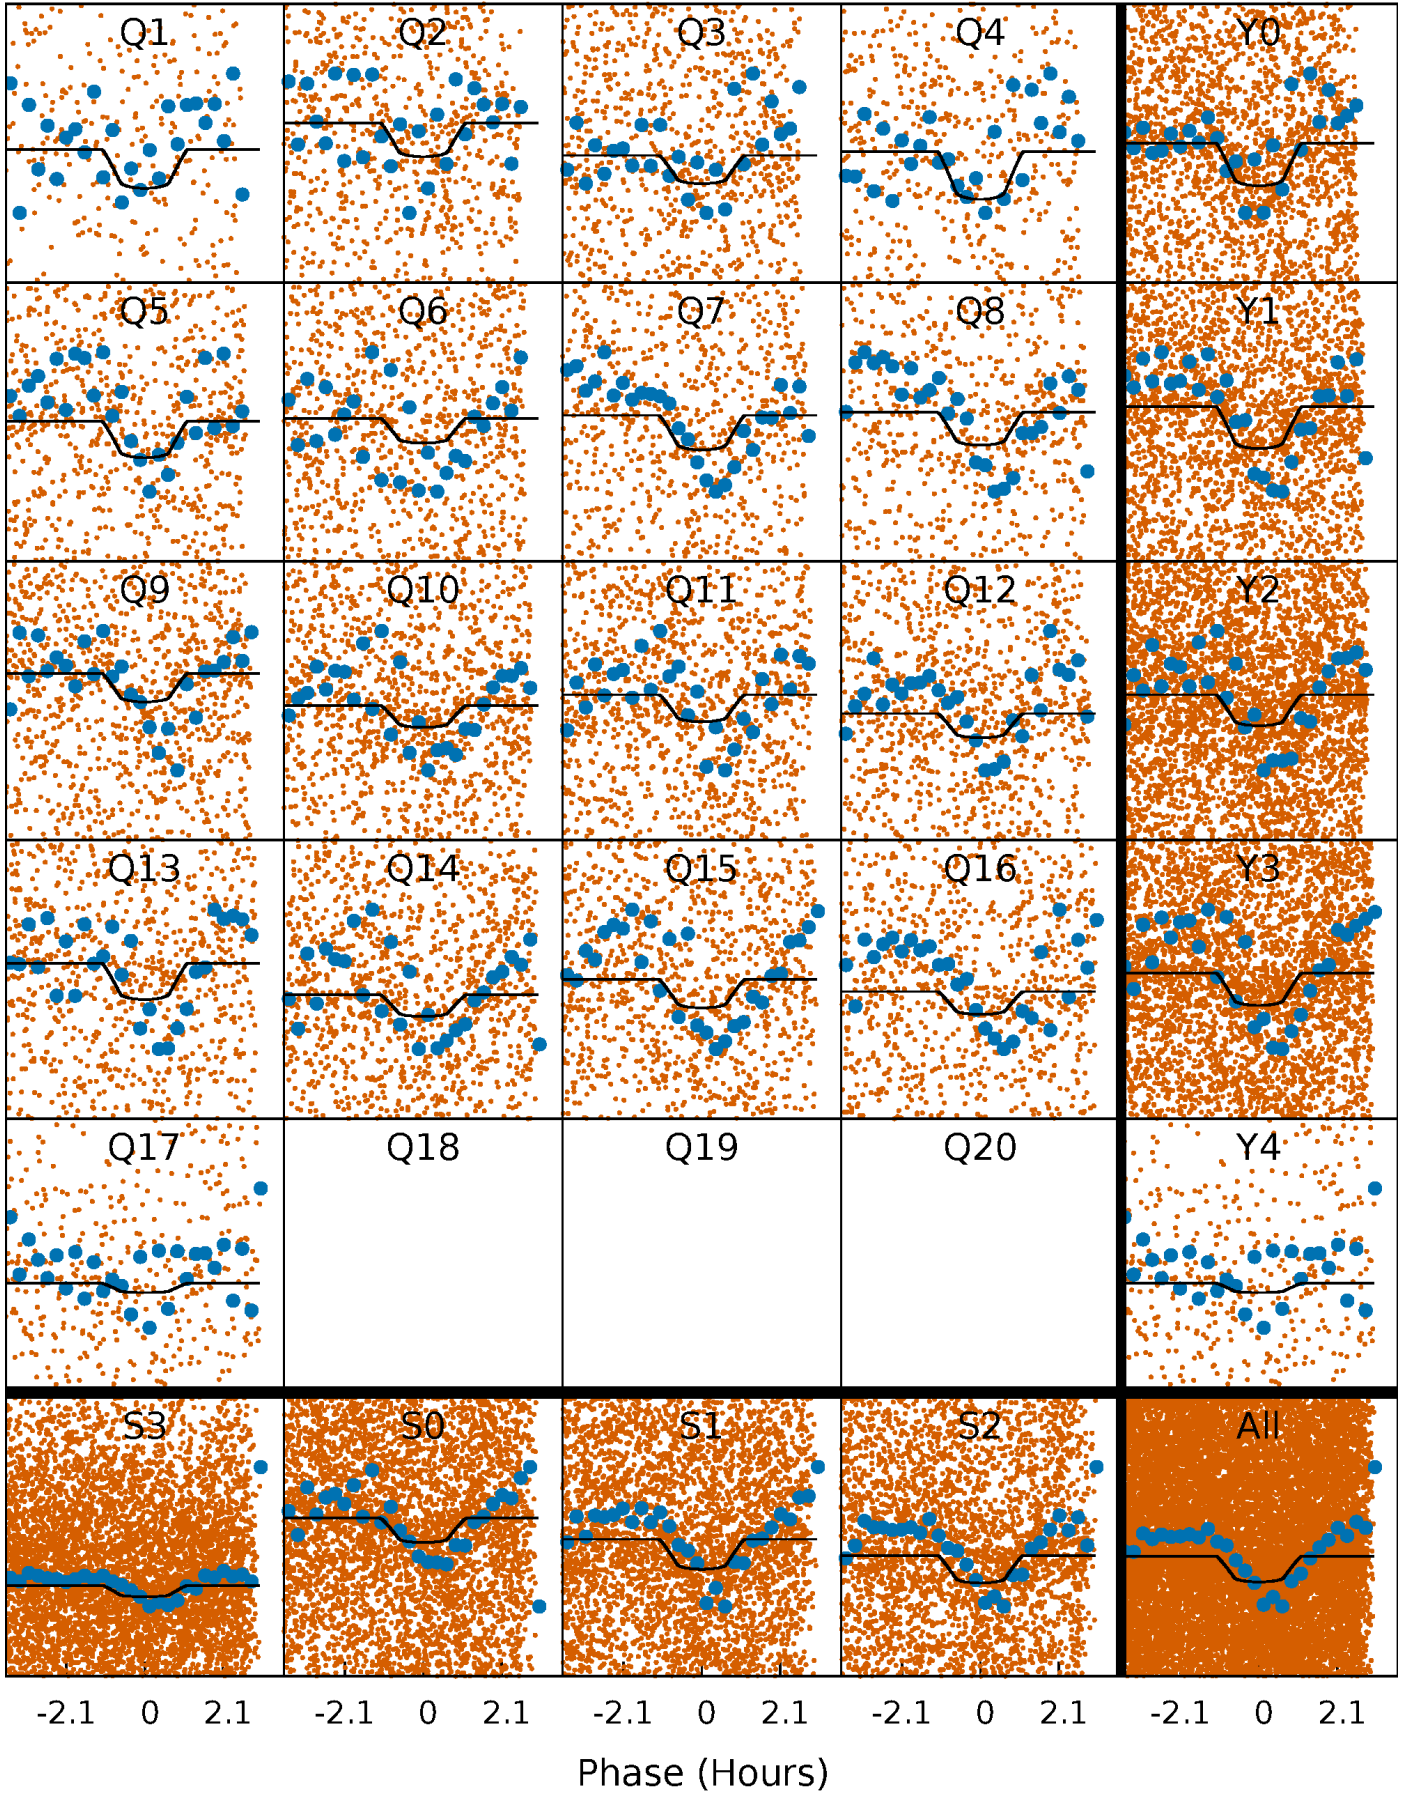 Q1 Q2 Q3 Q4 Y0
Q5 Q6 Q7 Q8 Y1
Q9 Q10 Q11 Q12 Y2
Q13 Q14 Q15 Q16 Y3
Q17 Q18 Q19 Q20 Y4
S3 S0 S1 S2 All
-2.1 0 2.1 -2.1 0 2.1 -2.1 0 2.1 -2.1 0 2.1 -2.1 0 2.1
Phase (Hours)